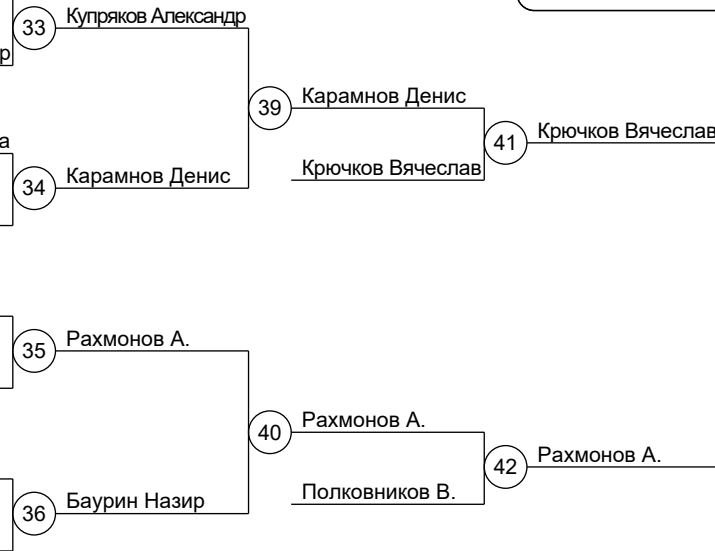 33
Купряков Александр
р
39
Карамнов Денис
41
Крючков Вячеслав
а
34
Карамнов Денис
Крючков Вячеслав
35
Рахмонов А.
40
Рахмонов А.
42
Рахмонов А.
36
Баурин Назир
Полковников В.